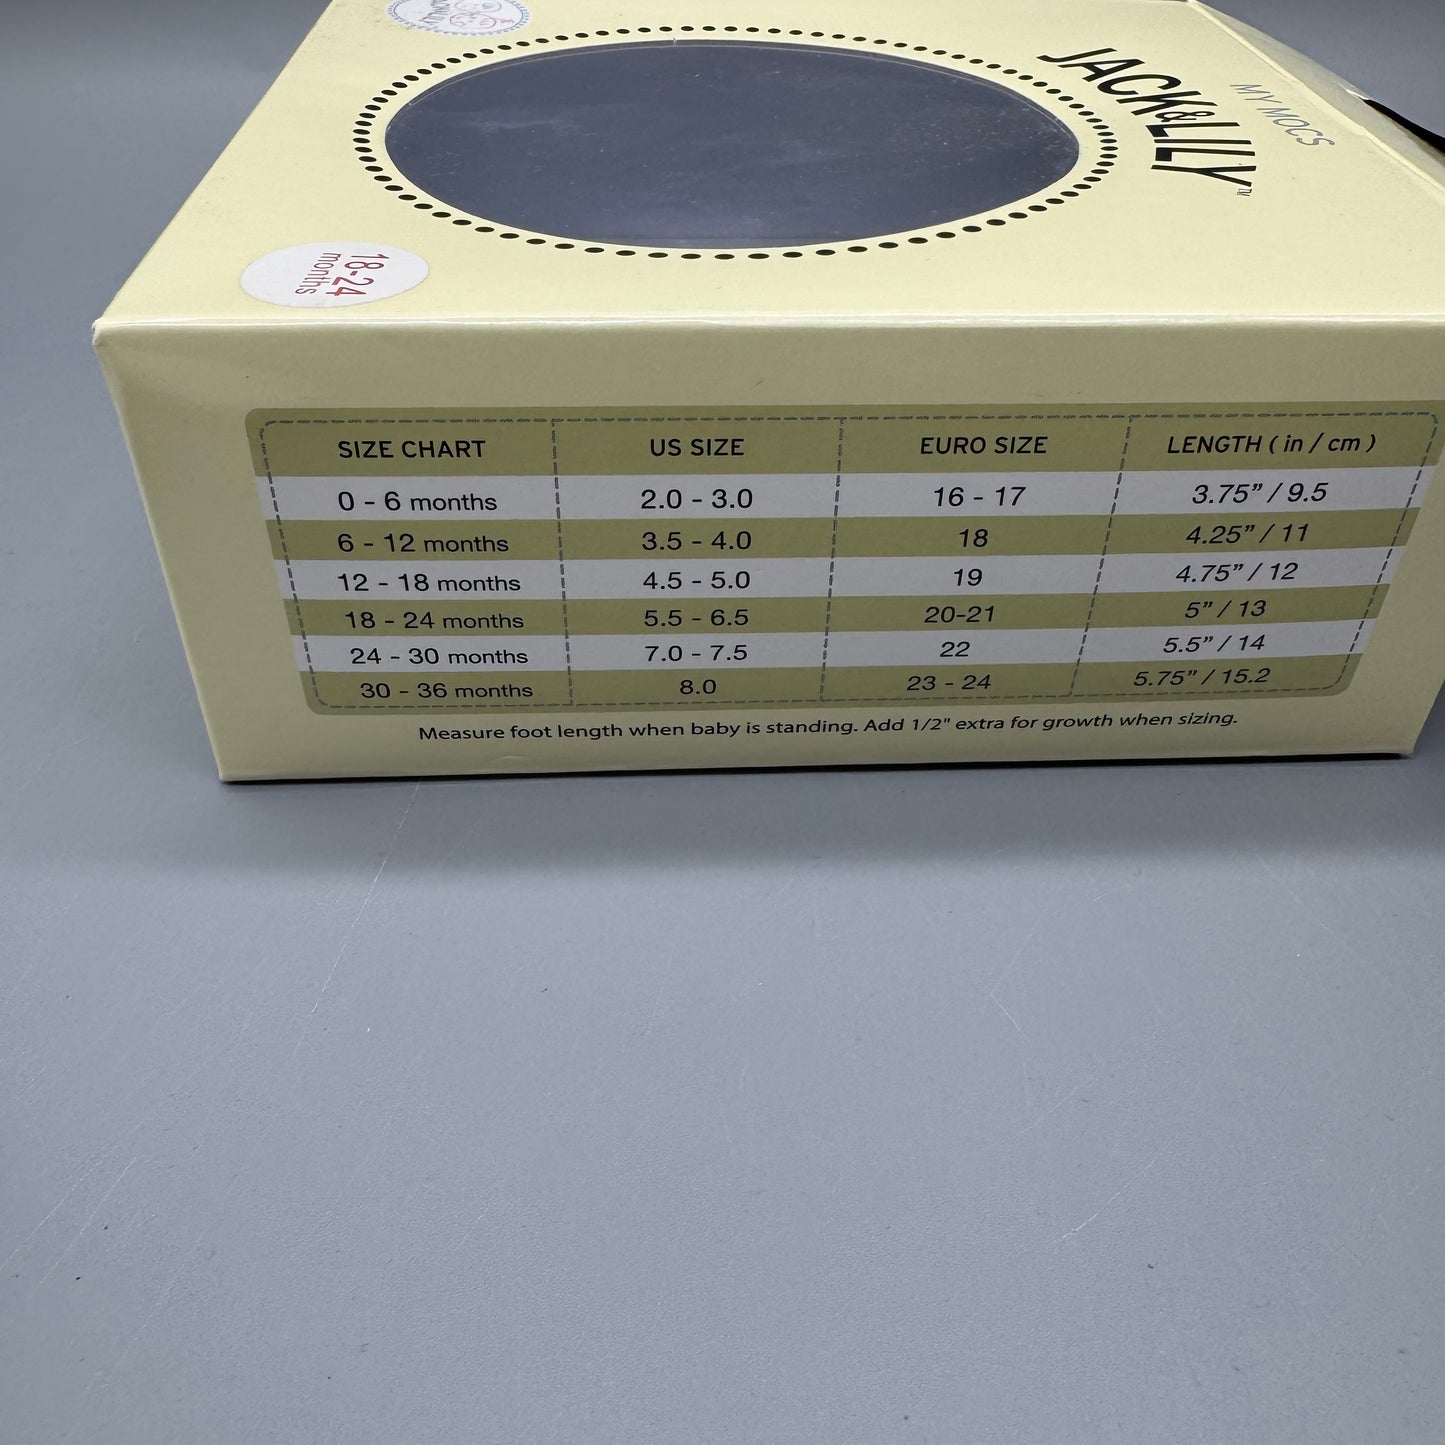 JACK & LILY™
MY MOCS
18-24
months
SIZE CHART US SIZE EURO SIZE LENGTH ( in / cm )
0 - 6 months 2.0 - 3.0 16 - 17 3.75” / 9.5
6 - 12 months 3.5 - 4.0 18 4.25” / 11
12 - 18 months 4.5 - 5.0 19 4.75” / 12
18 - 24 months 5.5 - 6.5 20-21 5” / 13
24 - 30 months 7.0 - 7.5 22 5.5” / 14
30 - 36 months 8.0 23 - 24 5.75” / 15.2
Measure foot length when baby is standing. Add 1/2" extra for growth when sizing.